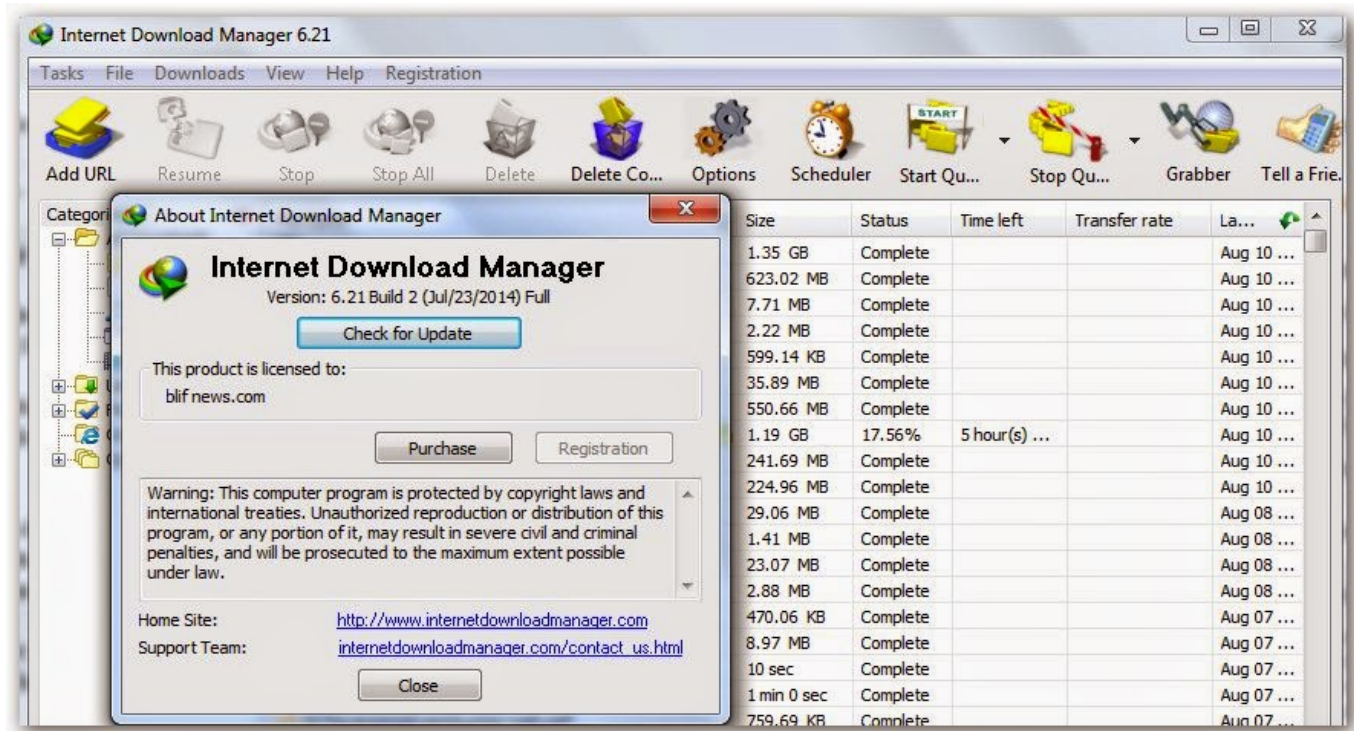 Internet Download Manager 6.21
Tasks File Downloads View Help Registration
Add URL Resume Stop Stop All Delete Delete Co... Options Scheduler Start Qu... Stop Qu... Grabber Tell a Frie.
START
Categori Size Status Time left Transfer rate La...
About Internet Download Manager
Internet Download Manager
Version: 6.21 Build 2 (Jul/23/2014) Full
Check for Update
This product is licensed to:
blif news.com
Purchase Registration
Warning: This computer program is protected by copyright laws and
international treaties. Unauthorized reproduction or distribution of this
program, or any portion of it, may result in severe civil and criminal
penalties, and will be prosecuted to the maximum extent possible
under law.
Home Site: http://www.internetdownloadmanager.com
Support Team: internetdownloadmanager.com/contact_us.html
Close
1.35 GB Complete Aug 10 ...
623.02 MB Complete Aug 10 ...
7.71 MB Complete Aug 10 ...
2.22 MB Complete Aug 10 ...
599.14 KB Complete Aug 10 ...
35.89 MB Complete Aug 10 ...
550.66 MB Complete Aug 10 ...
1.19 GB 17.56% 5 hour(s) ... Aug 10 ...
241.69 MB Complete Aug 10 ...
224.96 MB Complete Aug 10 ...
29.06 MB Complete Aug 08 ...
1.41 MB Complete Aug 08 ...
23.07 MB Complete Aug 08 ...
2.88 MB Complete Aug 08 ...
470.06 KB Complete Aug 07 ...
8.97 MB Complete Aug 07 ...
10 sec Complete Aug 07 ...
1 min 0 sec Complete Aug 07 ...
759.69 KB Complete Aug 07 ...